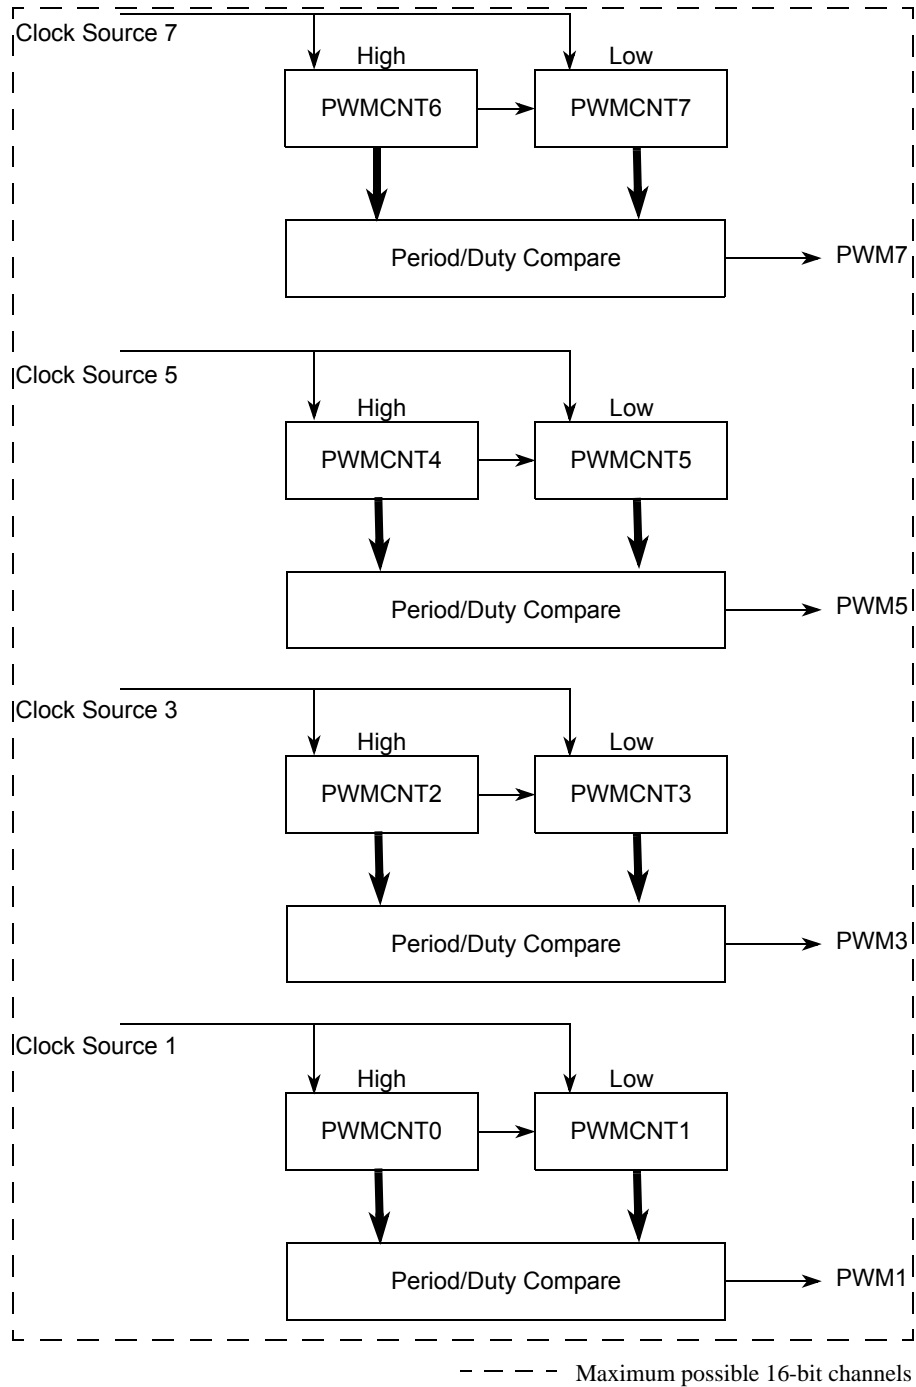 Clock Source 7
High Low
PWMCNT6 PWMCNT7
Period/Duty Compare PWM7
Clock Source 5
High Low
PWMCNT4 PWMCNT5
Period/Duty Compare PWM5
Clock Source 3
High Low
PWMCNT2 PWMCNT3
Period/Duty Compare PWM3
Clock Source 1
High Low
PWMCNT0 PWMCNT1
Period/Duty Compare PWM1
Maximum possible 16-bit channels